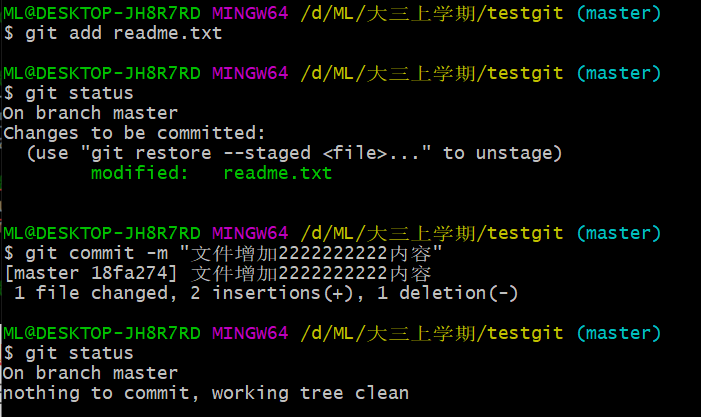 ML@DESKTOP-JH8R7RD MINGW64 /d/ML/大三上学期/testgit (master)
$ git add readme.txt
ML@DESKTOP-JH8R7RD MINGW64 /d/ML/大三上学期/testgit (master)
$ git status
On branch master
Changes to be committed:
  (use "git restore --staged <file>..." to unstage)
        modified:   readme.txt
ML@DESKTOP-JH8R7RD MINGW64 /d/ML/大三上学期/testgit (master)
$ git commit -m "文件增加2222222222内容"
[master 18fa274] 文件增加2222222222内容
 1 file changed, 2 insertions(+), 1 deletion(-)
ML@DESKTOP-JH8R7RD MINGW64 /d/ML/大三上学期/testgit (master)
$ git status
On branch master
nothing to commit, working tree clean